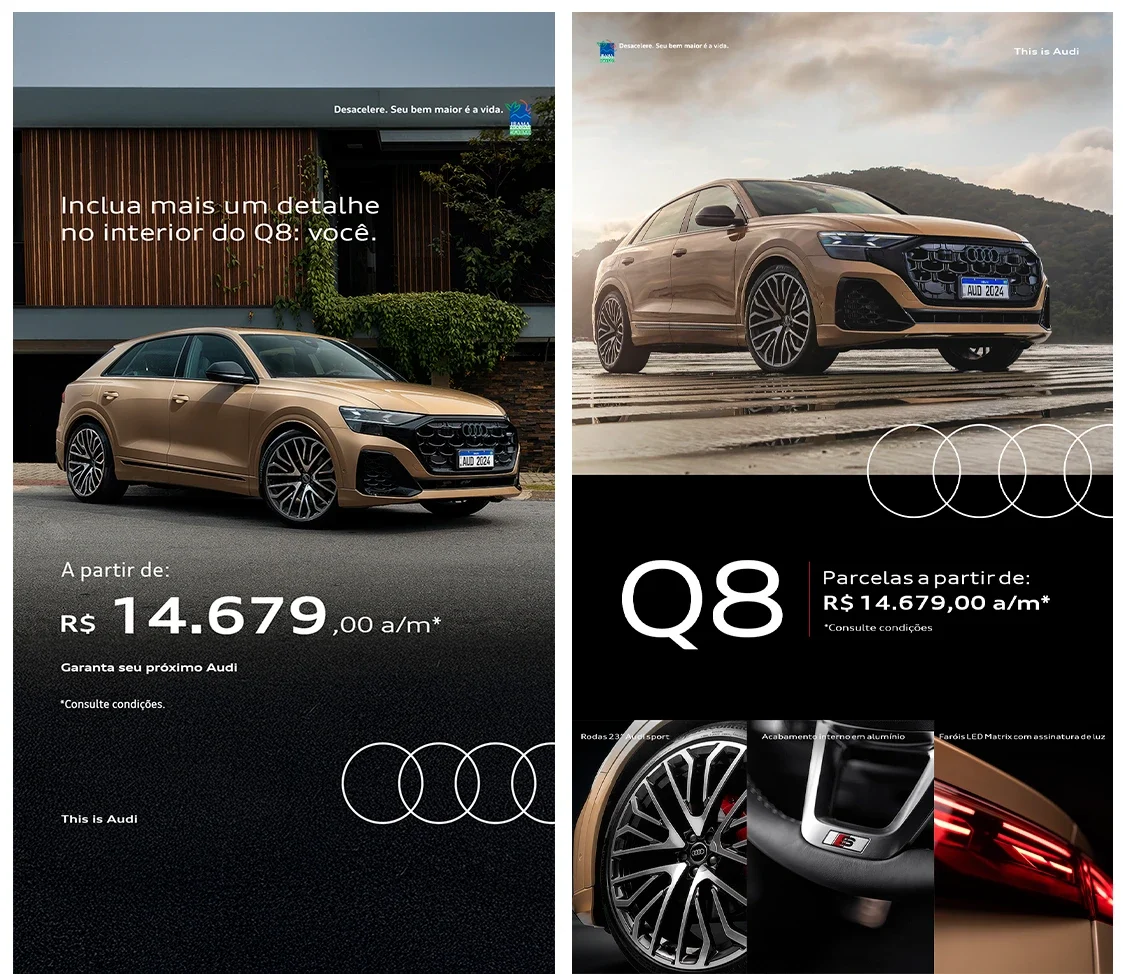 Desacelere. Seu bem maior é a vida.
IBAMA
Inclua mais um detalhe
no interior do Q8: você.
AUD 2024
A partir de:
R$ 14.679,00 a/m*
Garanta seu próximo Audi
*Consulte condições.
This is Audi
Desacelere. Seu bem maior é a vida.
This is Audi
AUD 2024
Q8
Parcelas a partir de:
R$ 14.679,00 a/m*
*Consulte condições
Rodas 23" Audi sport
Acabamento interno em alumínio
Faróis LED Matrix com assinatura de luz
S